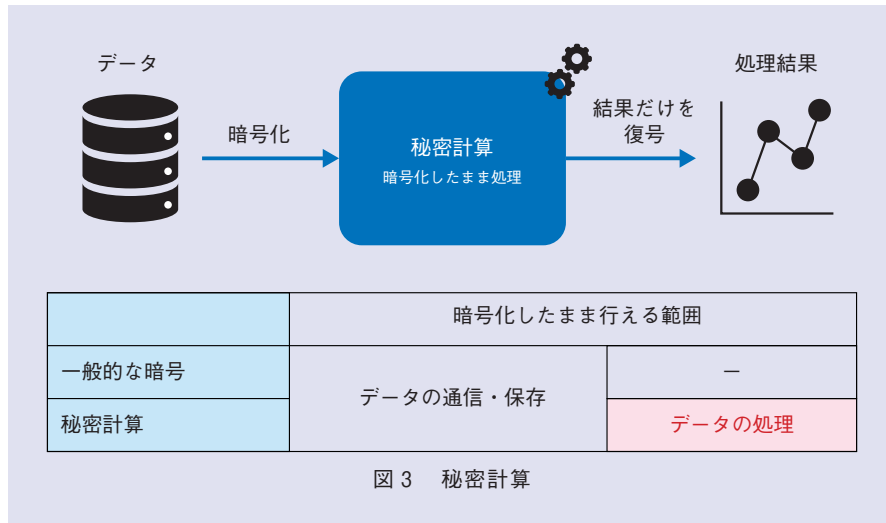 データ
処理結果
暗号化
秘密計算
暗号化したまま処理
結果だけを
復号
暗号化したまま行える範囲
一般的な暗号
データの通信・保存
－
秘密計算
データの処理
図3　秘密計算